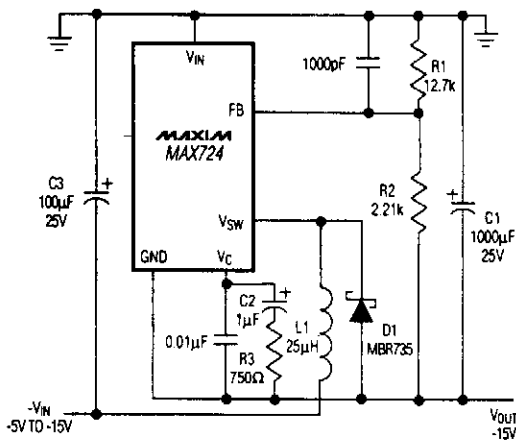 VIN
1000pF
R1
12.7k
FB
MAXIM
MAX724
C3
100µF
25V
+
R2
2.21k
+
C1
1000µF
25V
VSW
GND
VC
C2
1µF
+
0.01µF
R3
750Ω
L1
25µH
D1
MBR735
-VIN
-5V TO -15V
VOUT
-15V